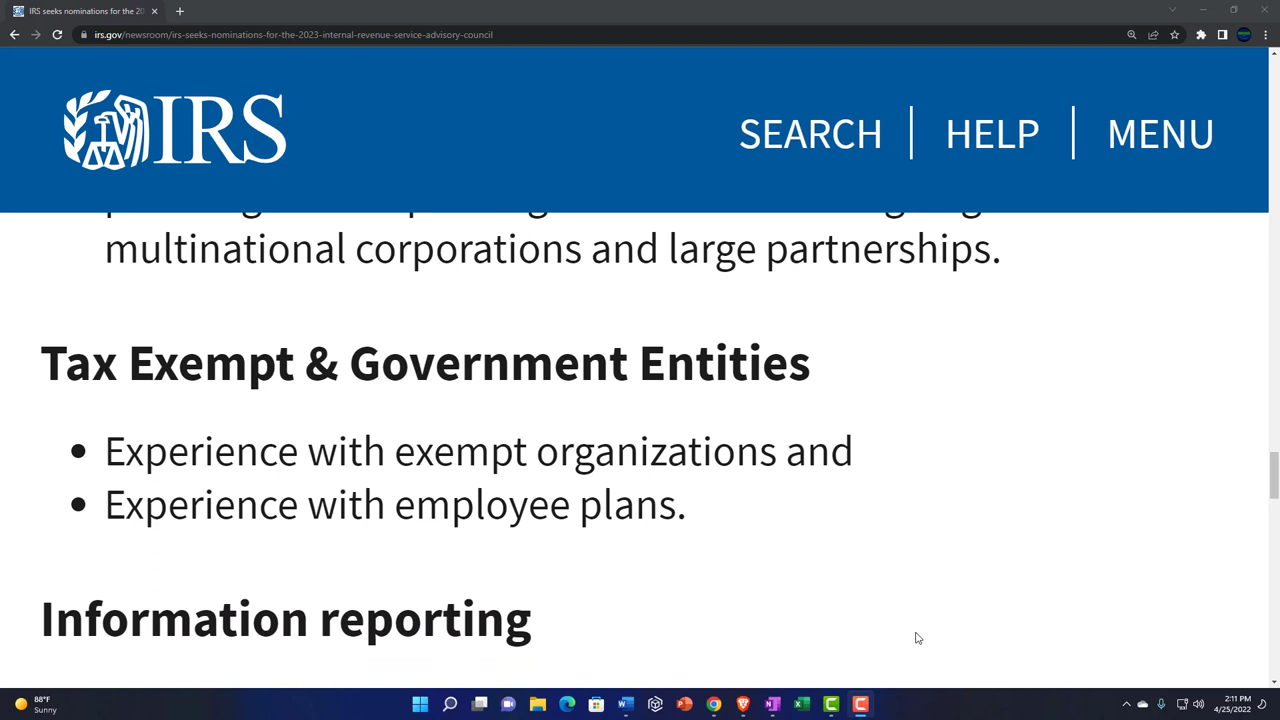 IRS seeks nominations for the 20
irs.gov/newsroom/irs-seeks-nominations-for-the-2023-internal-revenue-service-advisory-council
IRS
SEARCH
HELP
MENU
multinational corporations and large partnerships.
Tax Exempt & Government Entities
• Experience with exempt organizations and
• Experience with employee plans.
Information reporting
88°F
Sunny
2:11 PM
4/25/2022